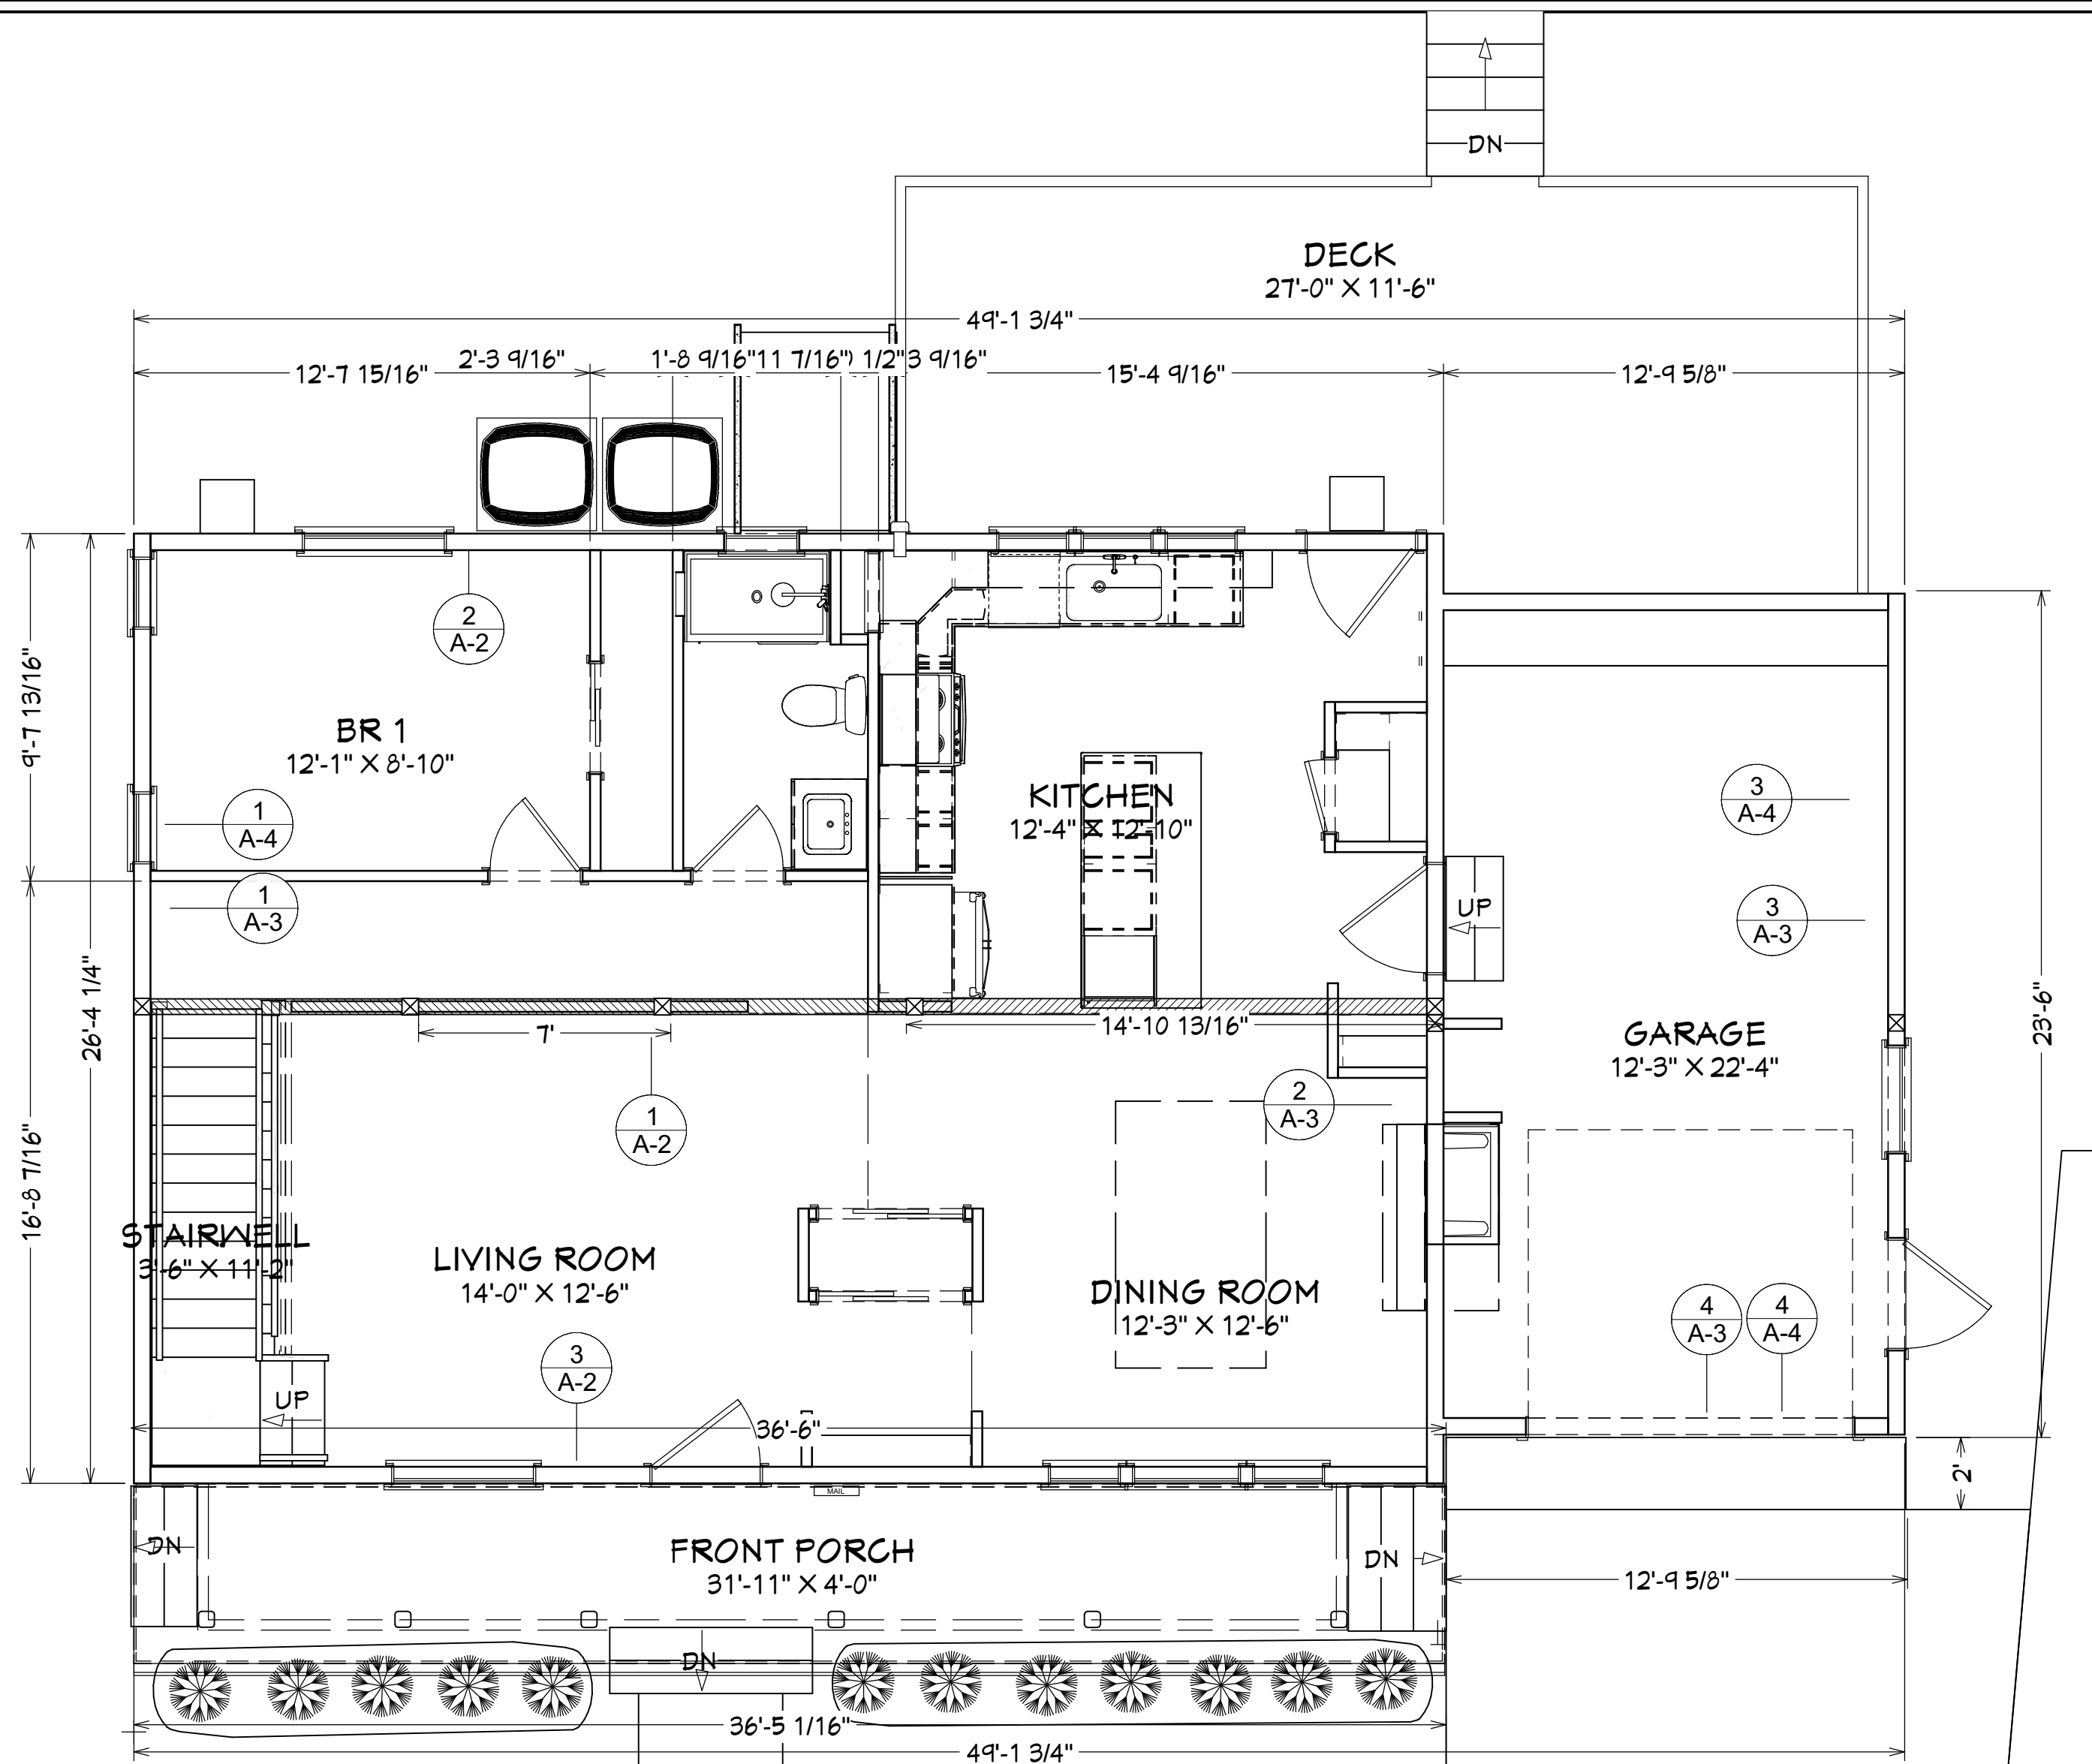 DN
DECK
27'-0" X 11'-6"
49'-1 3/4"
2'-3 9/16"
1'-8 9/16"
11 7/16"
1/2"
3 9/16"
12'-7 15/16"
15'-4 9/16"
12'-9 5/8"
2
A-2
9'-7 13/16"
BR 1
12'-1" X 8'-10"
1
A-4
KITCHEN
12'-4" X 12'-10"
3
A-4
1
A-3
UP
3
A-3
26'-4 1/4"
7'
14'-10 13/16"
GARAGE
12'-3" X 22'-4"
23'-6"
1
A-2
2
A-3
16'-8 7/16"
STAIRWELL
3'-6" X 11'-2"
LIVING ROOM
14'-0" X 12'-6"
DINING ROOM
12'-3" X 12'-6"
4
A-3
4
A-4
3
A-2
UP
36'-6"
2'
MAIL
DN
FRONT PORCH
31'-11" X 4'-0"
DN
12'-9 5/8"
DN
36'-5 1/16"
49'-1 3/4"